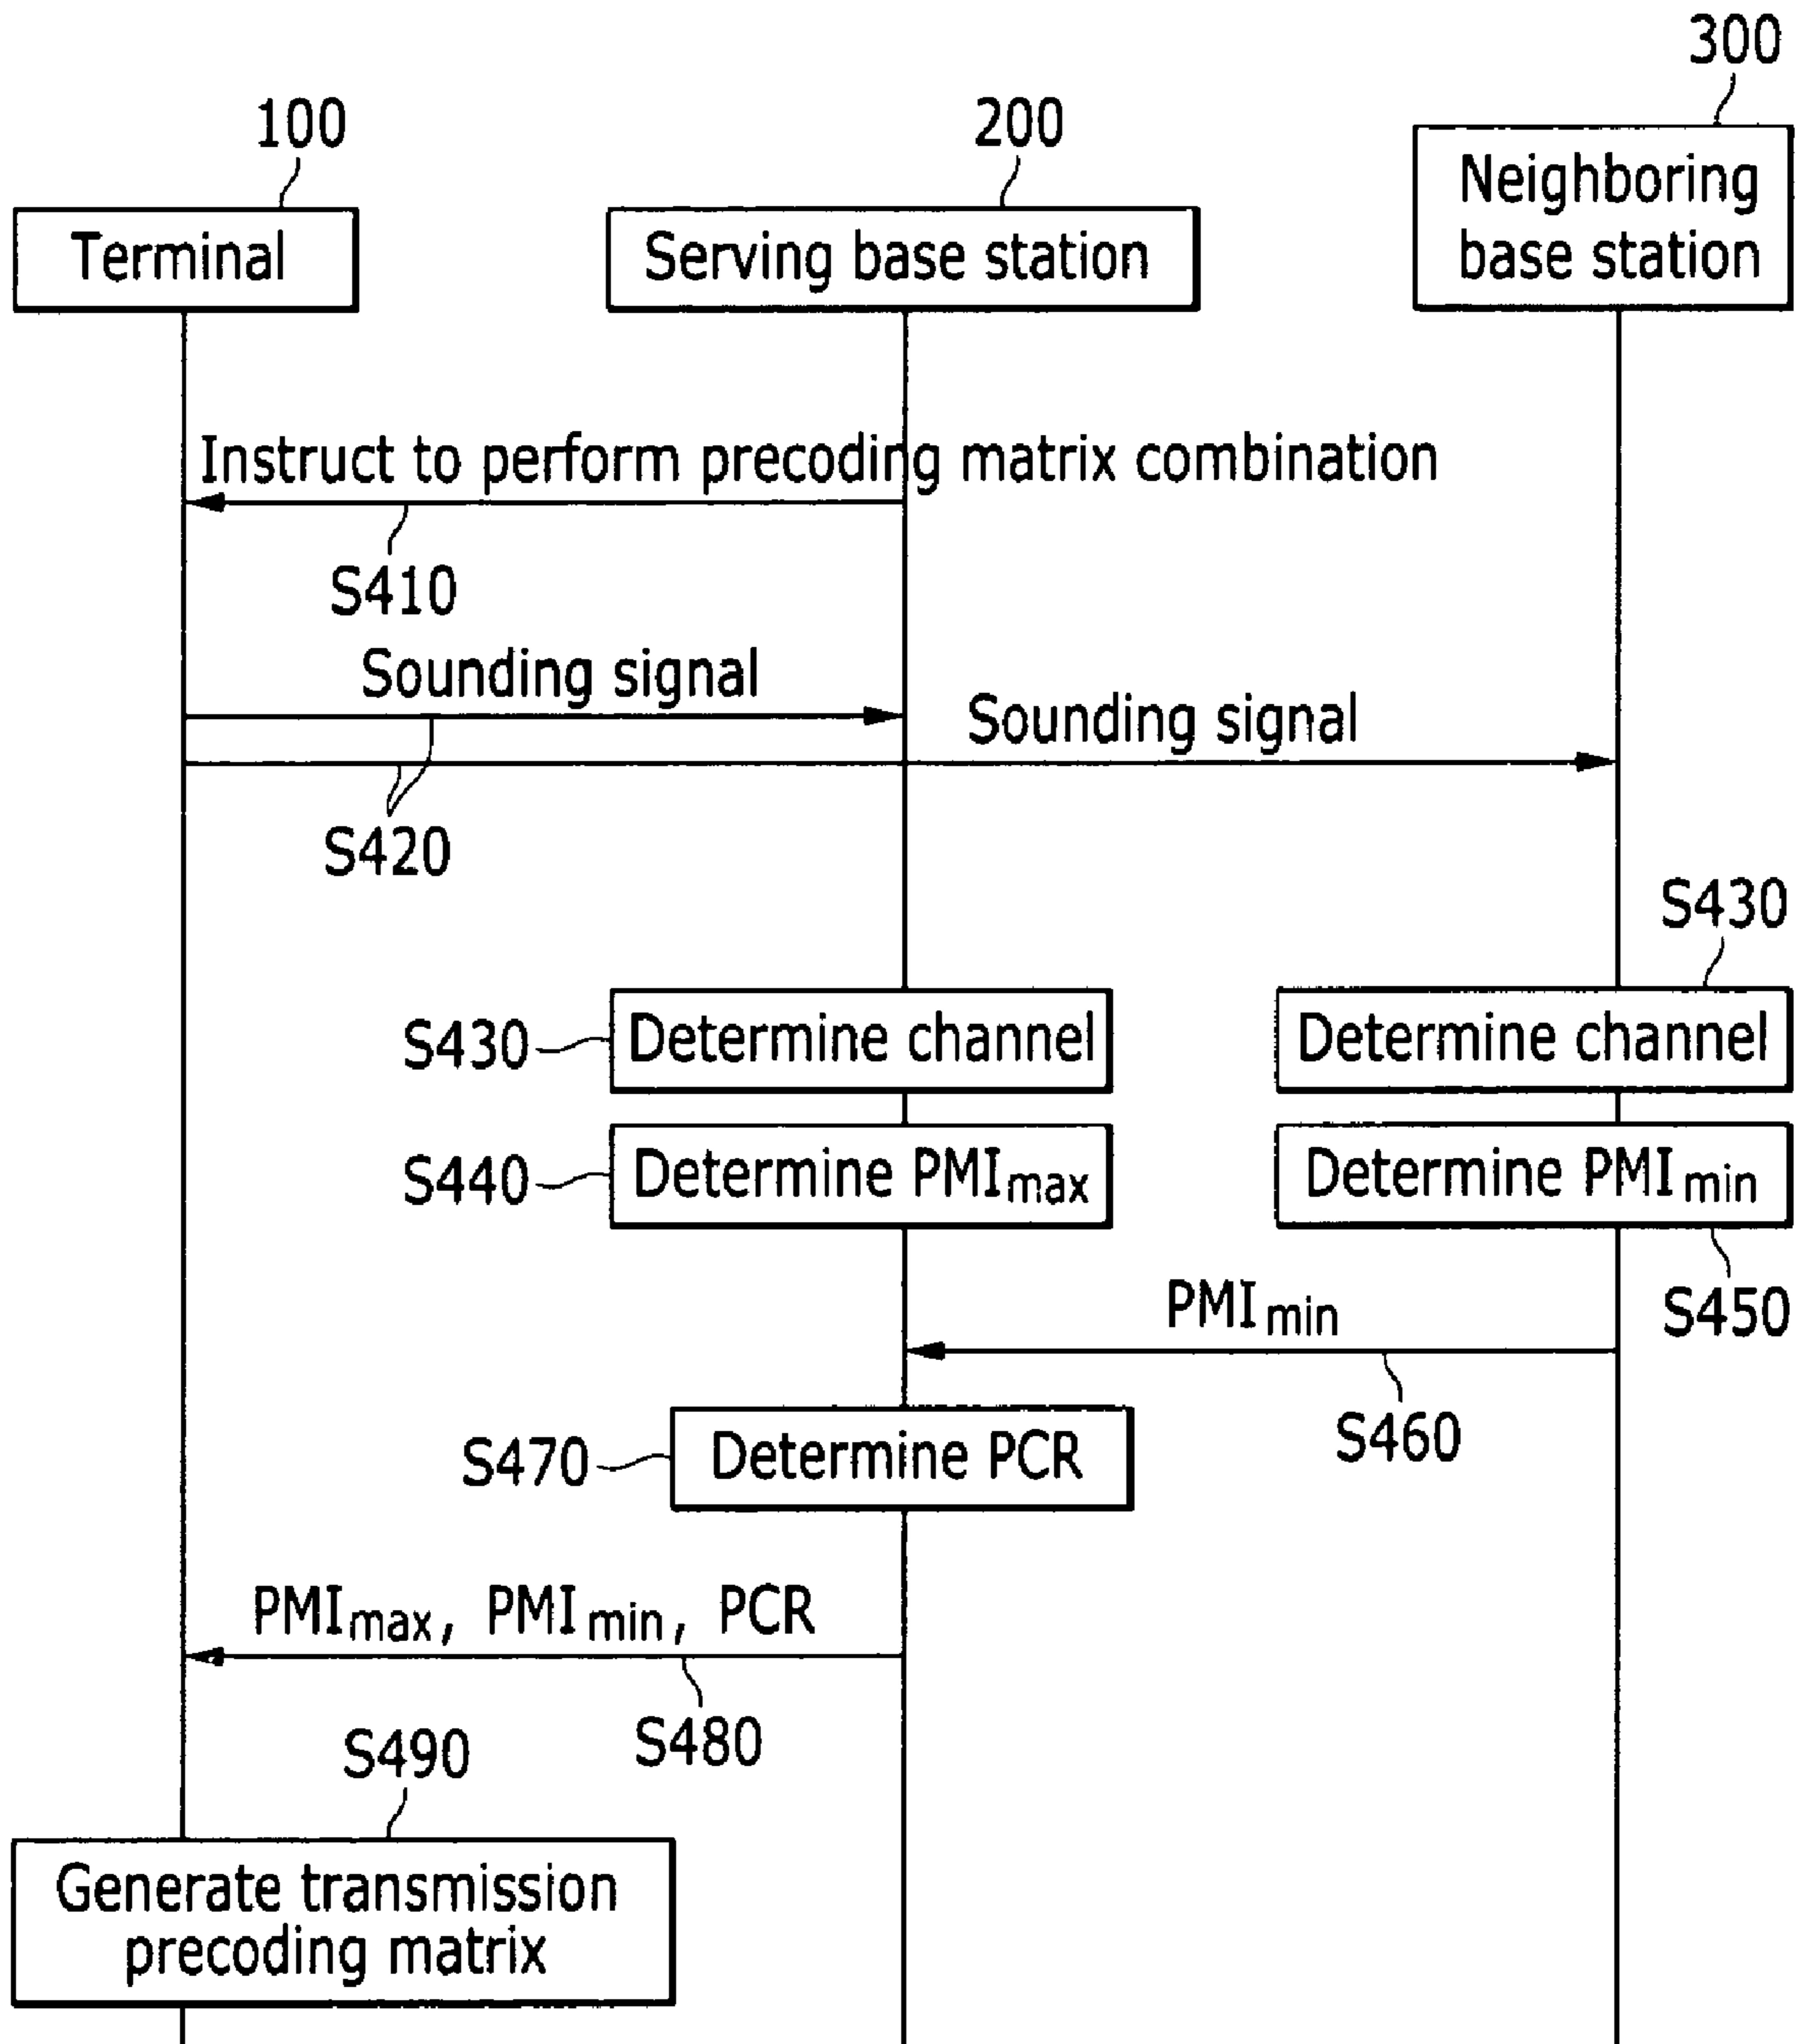 300
100
200
Neighboring
base station
Terminal
Serving base station
Instruct to perform precoding matrix combination
S410
Sounding signal
Sounding signal
S420
S430
S430
Determine channel
Determine channel
S440
Determine PMImax
Determine PMImin
S450
PMImin
S460
S470
Determine PCR
PMImax, PMImin, PCR
S480
S490
Generate transmission
precoding matrix